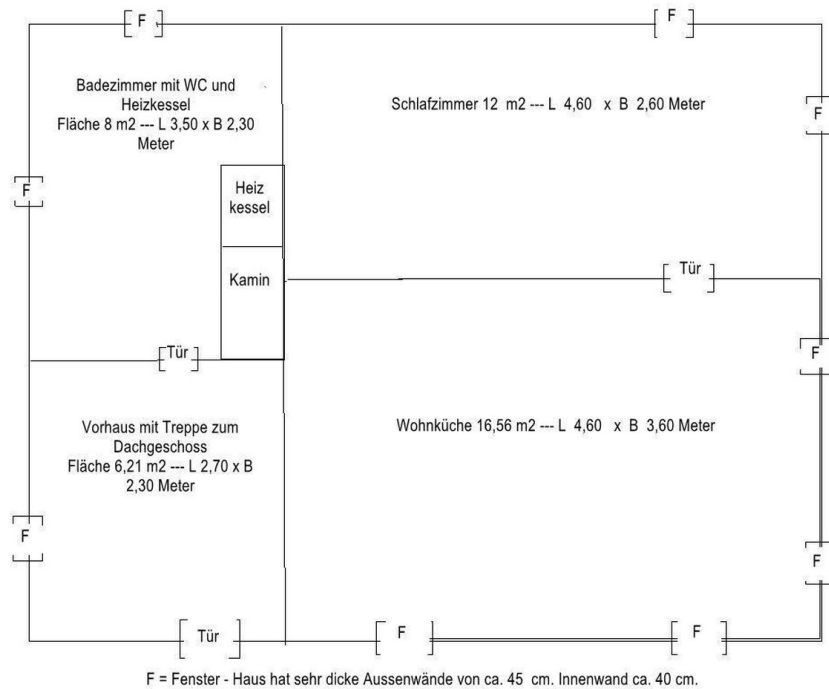 F
F
Badezimmer mit WC und
Heizkessel
Fläche 8 m2 --- L 3,50 x B 2,30
Meter
Schlafzimmer 12 m2 --- L 4,60 x B 2,60 Meter
F
F
Heiz
kessel
Kamin
Tür
Tür
F
Vorhaus mit Treppe zum
Dachgeschoss
Fläche 6,21 m2 --- L 2,70 x B
2,30 Meter
Wohnküche 16,56 m2 --- L 4,60 x B 3,60 Meter
F
F
Tür
F
F
F = Fenster - Haus hat sehr dicke Aussenwände von ca. 45 cm. Innenwand ca. 40 cm.